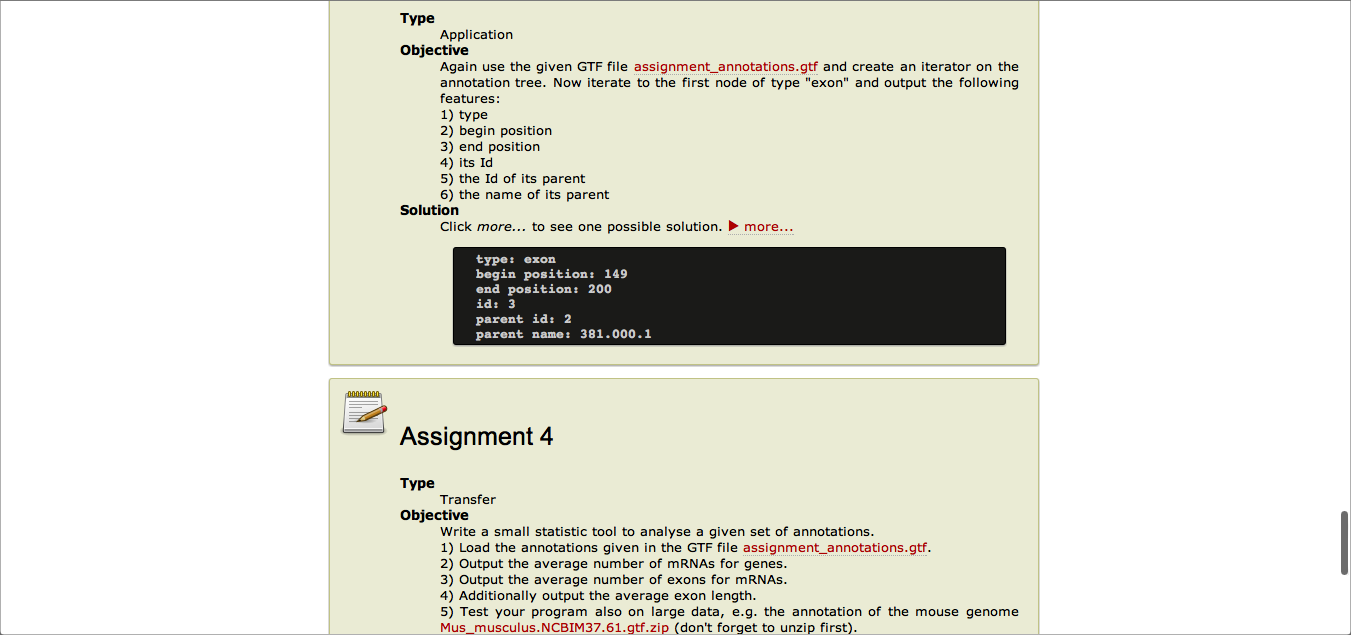 Type
Application
Objective
Again use the given GTF file assignment_annotations.gtf and create an iterator on the
annotation tree. Now iterate to the first node of type "exon" and output the following
features:
1) type
2) begin position
3) end position
4) its Id
5) the Id of its parent
6) the name of its parent
Solution
Click more... to see one possible solution. ▶ more...
type: exon
begin position: 149
end position: 200
id: 3
parent id: 2
parent name: 381.000.1
Assignment 4
Type
Transfer
Objective
Write a small statistic tool to analyse a given set of annotations.
1) Load the annotations given in the GTF file assignment_annotations.gtf.
2) Output the average number of mRNAs for genes.
3) Output the average number of exons for mRNAs.
4) Additionally output the average exon length.
5) Test your program also on large data, e.g. the annotation of the mouse genome
Mus_musculus.NCBIM37.61.gtf.zip (don't forget to unzip first).